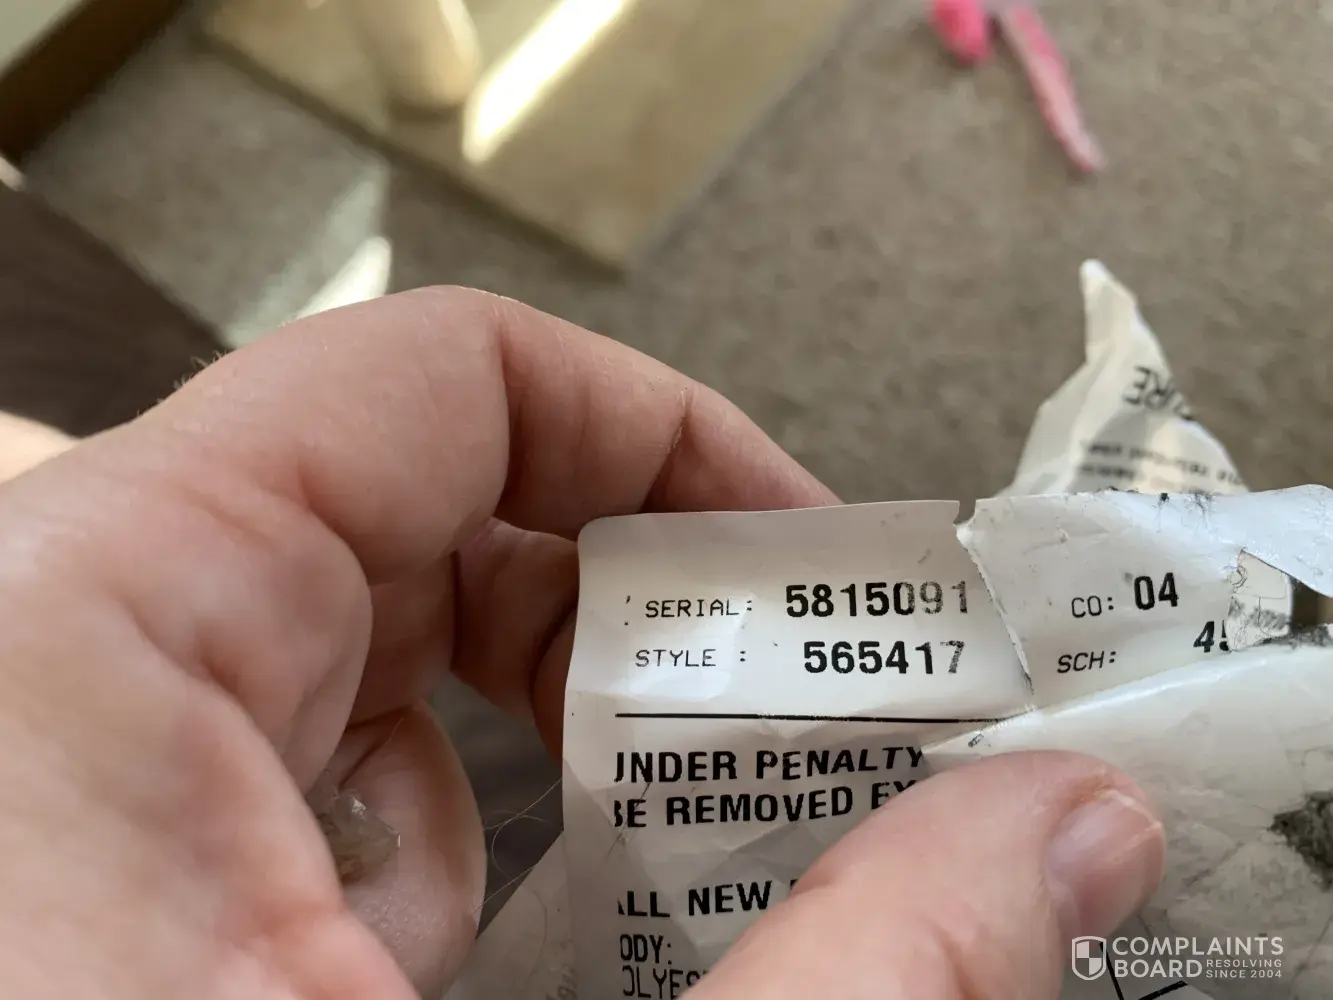 SERIAL: 5815091
STYLE : 565417
CO: 04
SCH:
UNDER PENALTY
BE REMOVED
ALL NEW
COMPLAINTS
BOARD RESOLVING
SINCE 2004